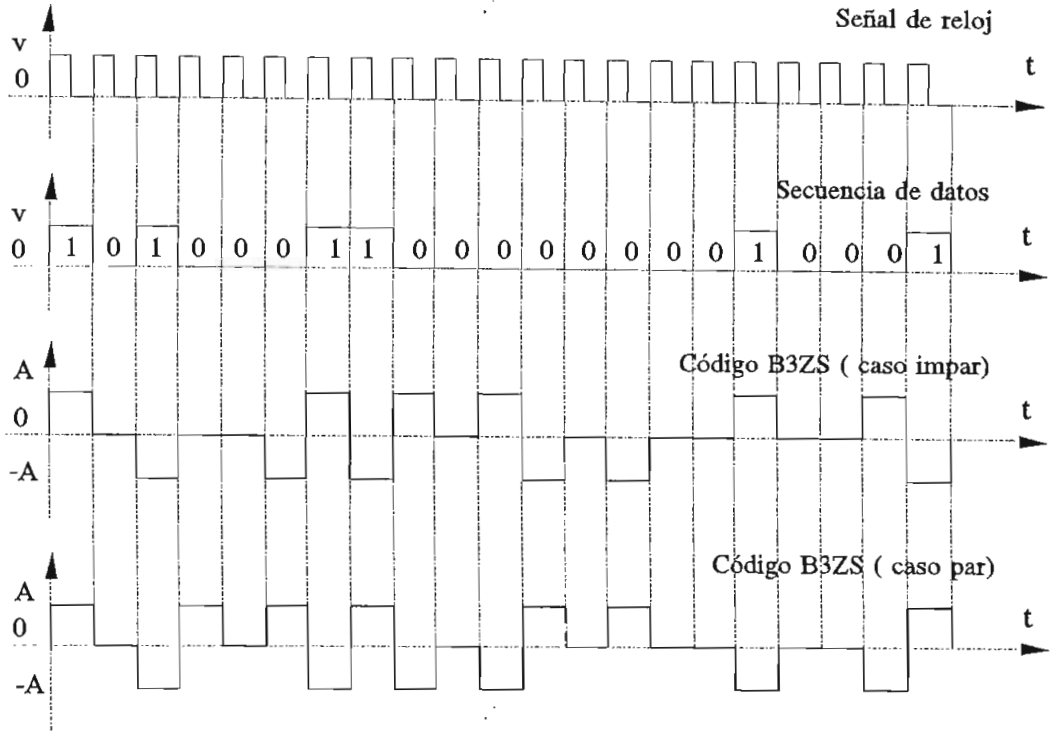 Señal de reloj
v
0
t
Secuencia de datos
v
0 1 0 1 0 0 0 1 1 0 0 0 0 0 0 0 0 1 0 0 0 1
t
Código B3ZS ( caso impar)
A
0
t
-A
Código B3ZS ( caso par)
A
0
t
-A